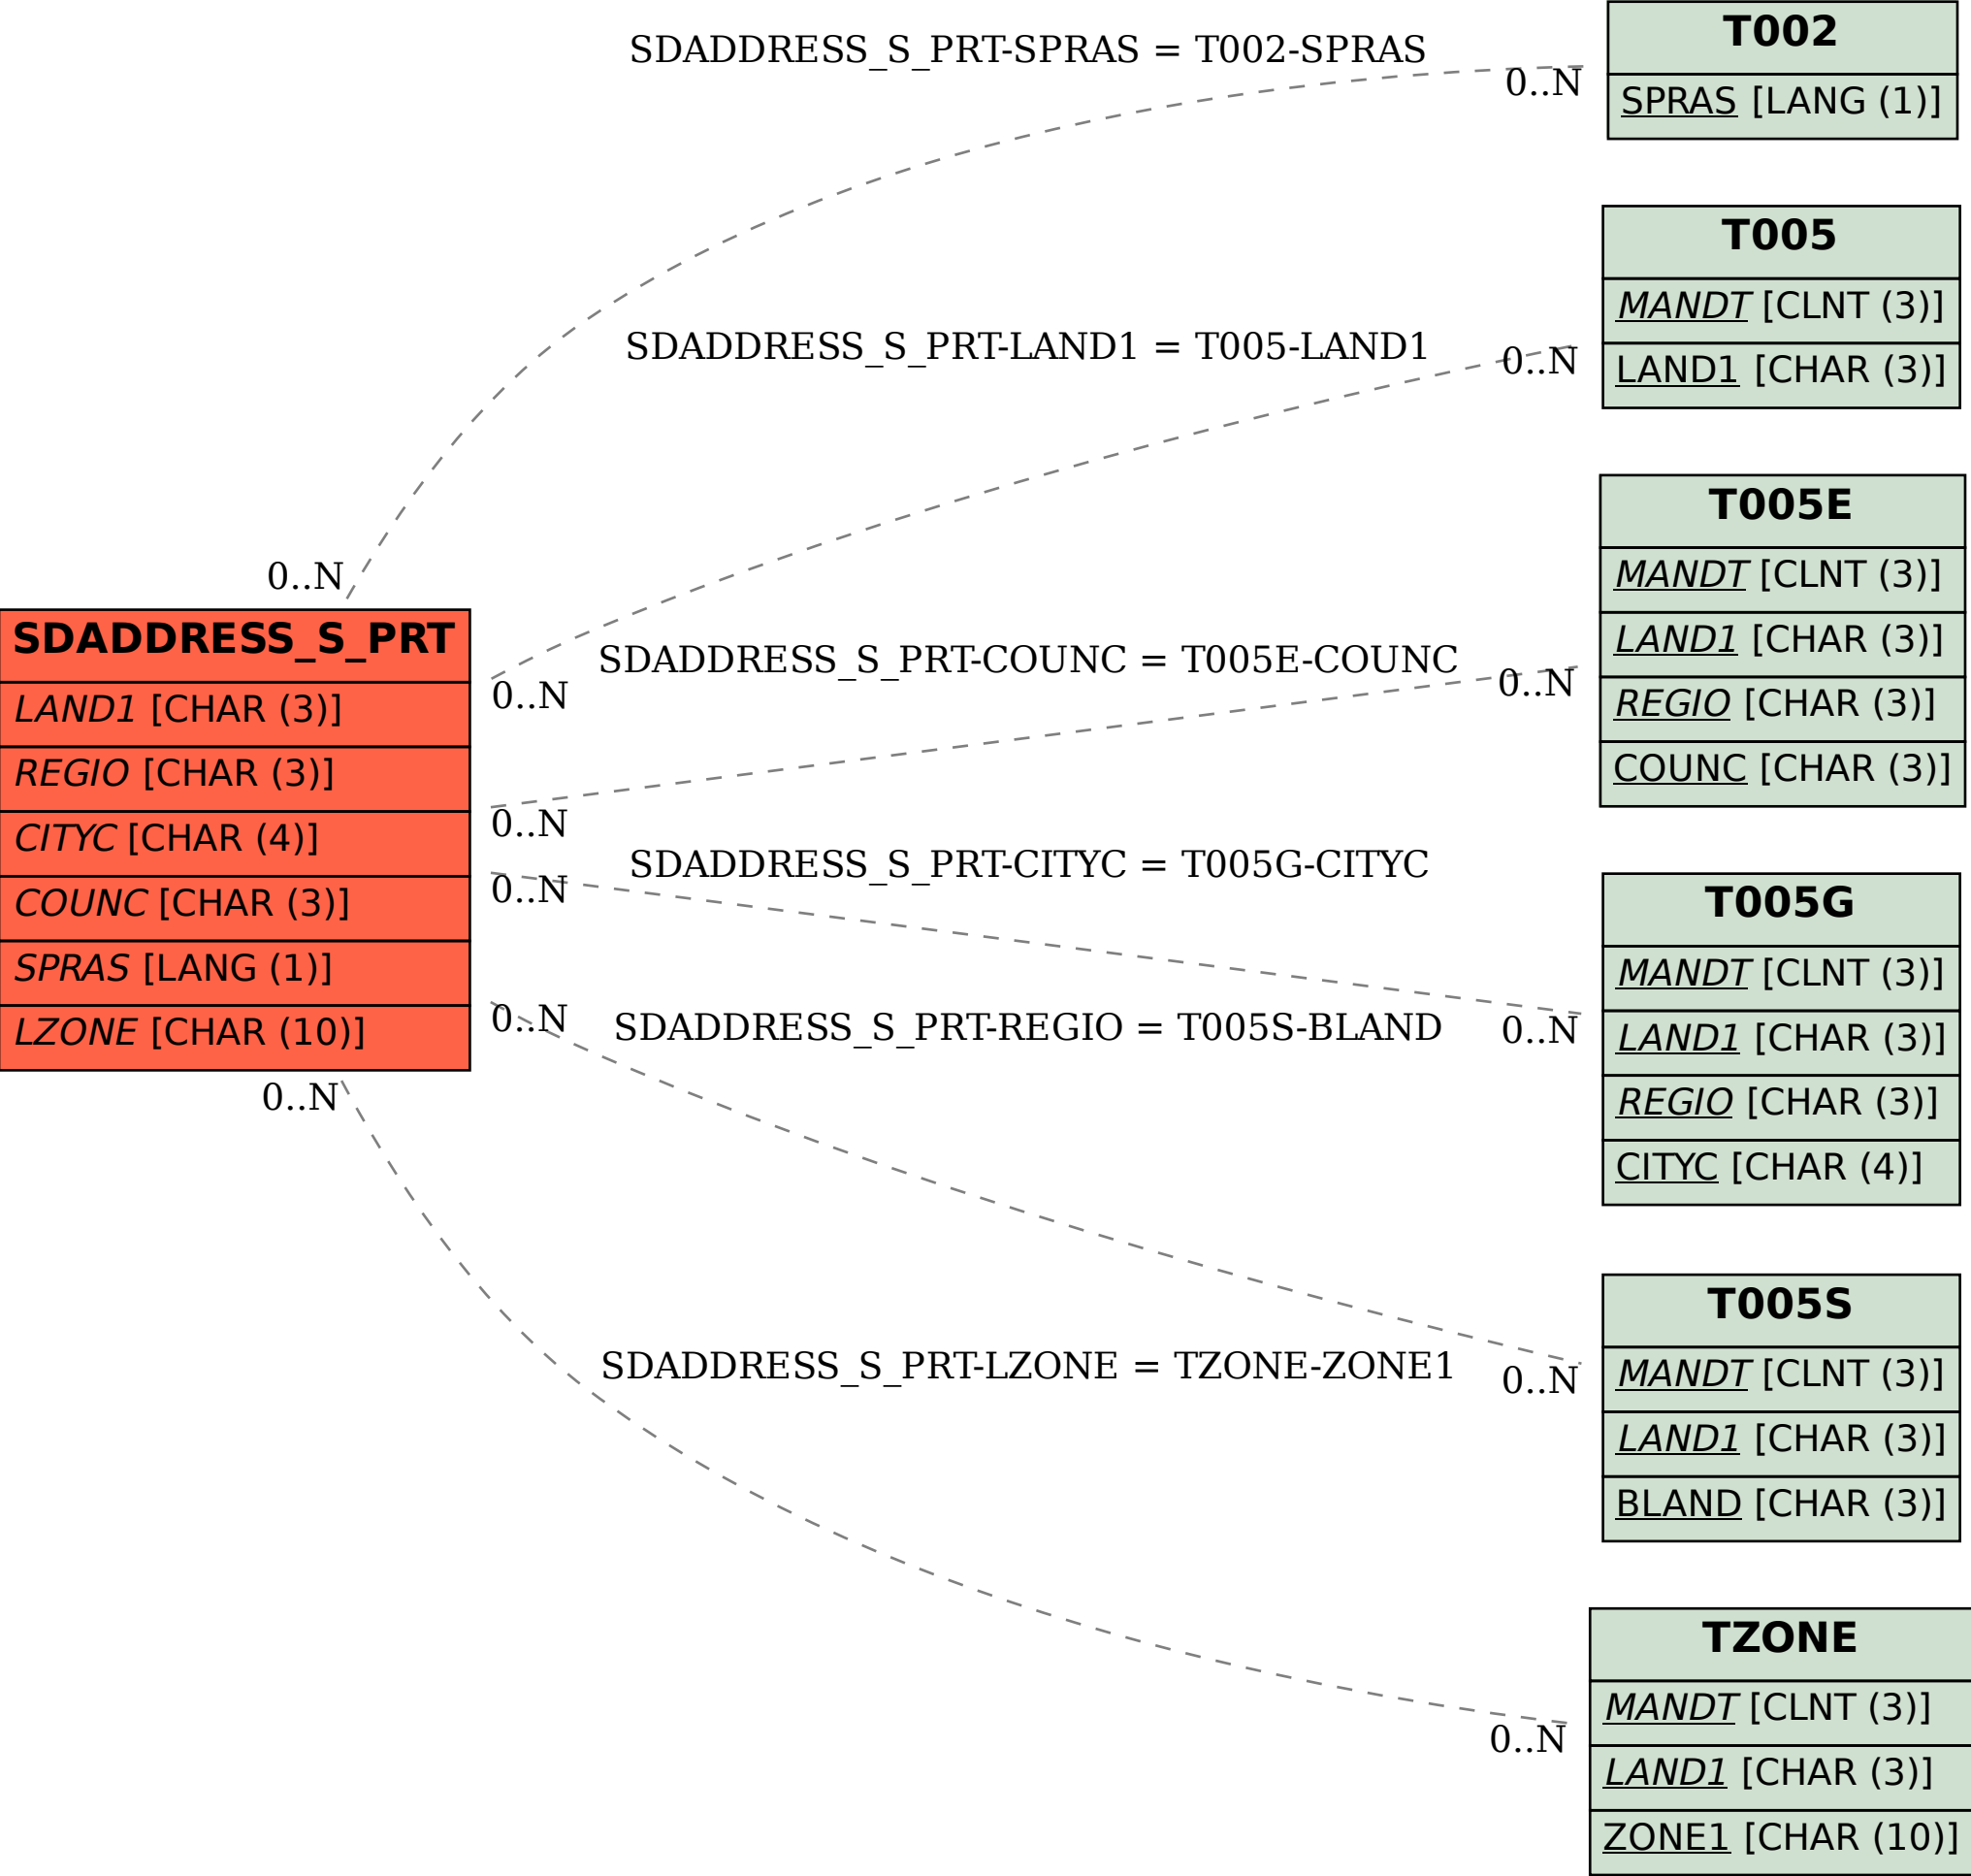 SDADDRESS_S_PRT-SPRAS = T002-SPRAS
0..N
0..N
SDADDRESS_S_PRT-LAND1 = T005-LAND1
0..N
0..N
SDADDRESS_S_PRT-COUNC = T005E-COUNC
0..N
0..N
SDADDRESS_S_PRT-CITYC = T005G-CITYC
0..N
0..N
SDADDRESS_S_PRT-REGIO = T005S-BLAND
0..N
0..N
SDADDRESS_S_PRT-LZONE = TZONE-ZONE1
0..N
0..N
SDADDRESS_S_PRT
LAND1 [CHAR (3)]
REGIO [CHAR (3)]
CITYC [CHAR (4)]
COUNC [CHAR (3)]
SPRAS [LANG (1)]
LZONE [CHAR (10)]
T002
SPRAS [LANG (1)]
T005
MANDT [CLNT (3)]
LAND1 [CHAR (3)]
T005E
MANDT [CLNT (3)]
LAND1 [CHAR (3)]
REGIO [CHAR (3)]
COUNC [CHAR (3)]
T005G
MANDT [CLNT (3)]
LAND1 [CHAR (3)]
REGIO [CHAR (3)]
CITYC [CHAR (4)]
T005S
MANDT [CLNT (3)]
LAND1 [CHAR (3)]
BLAND [CHAR (3)]
TZONE
MANDT [CLNT (3)]
LAND1 [CHAR (3)]
ZONE1 [CHAR (10)]